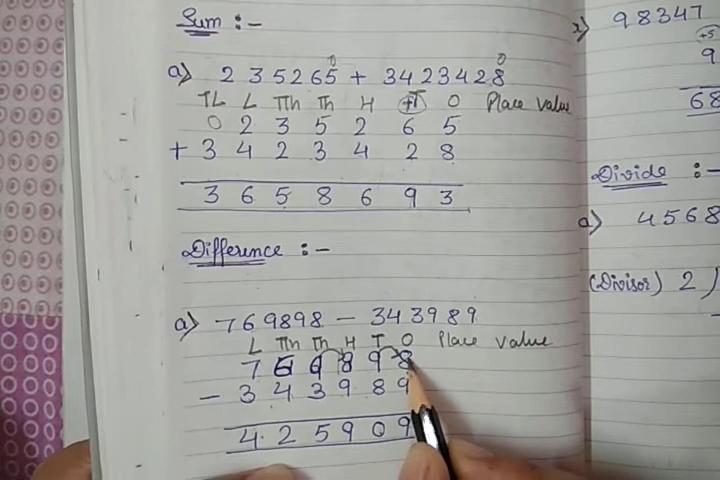 Sum :-
a) 235265 + 3423428
TL L TTh Th H T O Place Value
0 2 3 5 2 6 5
+ 3 4 2 3 4 2 8
3 6 5 8 6 9 3
Difference :-
a) 769898 - 343989
L TTh Th H T O Place Value
7 6 9 8 9 8
- 3 4 3 9 8 9
4 2 5 9 0 9
98347
+5
9
68
Divide :-
a) 4568
(Divisor) 2)